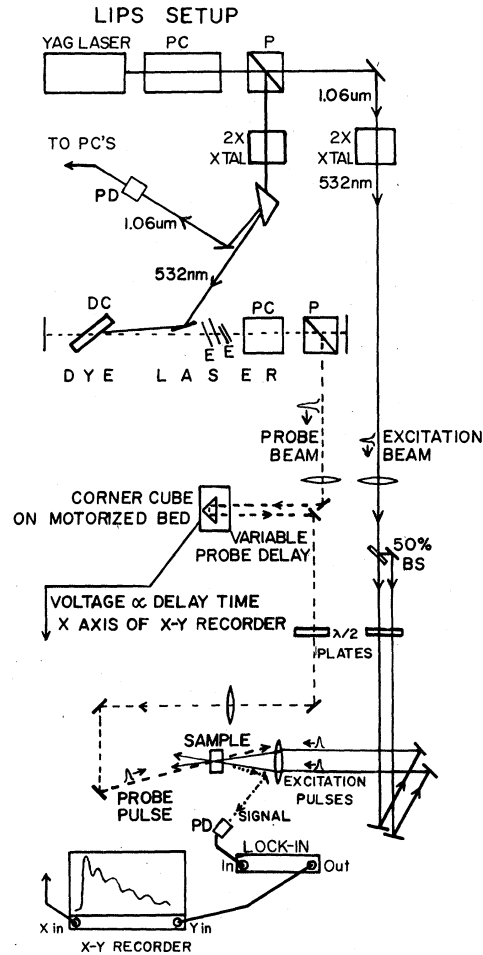 LIPS SETUP
YAG LASER
PC
P
1.06um
2X
XTAL
2X
XTAL
TO PC'S
PD
532nm
1.06um
532nm
DC
PC
P
E
E
DYE LASER
PROBE
BEAM
EXCITATION
BEAM
CORNER CUBE
ON MOTORIZED BED
VARIABLE
PROBE DELAY
50%
BS
VOLTAGE ∝ DELAY TIME
X AXIS OF X-Y RECORDER
λ/2
PLATES
SAMPLE
PROBE
PULSE
EXCITATION
PULSES
SIGNAL
PD
LOCK-IN
In
Out
X in
Y in
X-Y RECORDER